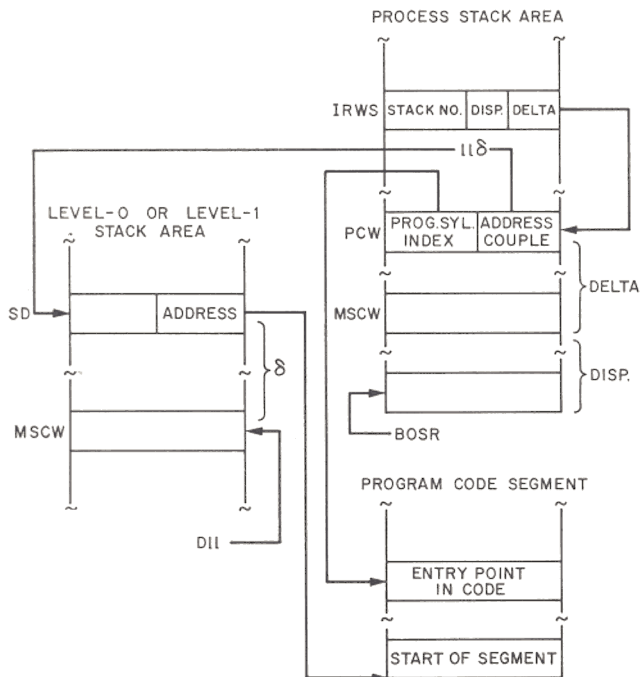 PROCESS STACK AREA
IRWS
STACK NO.
DISP.
DELTA
llδ
LEVEL-0 OR LEVEL-1
STACK AREA
PCW
PROG.SYL.
INDEX
ADDRESS
COUPLE
DELTA
SD
ADDRESS
MSCW
δ
DISP.
MSCW
BOSR
PROGRAM CODE SEGMENT
Dll
ENTRY POINT
IN CODE
START OF SEGMENT